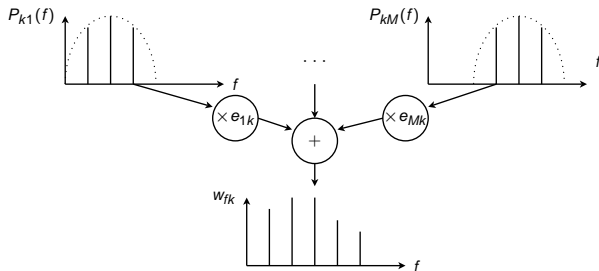 P_{k1}(f)
P_{kM}(f)
...
f
f
× e_{1k}
× e_{Mk}
+
w_{fk}
f